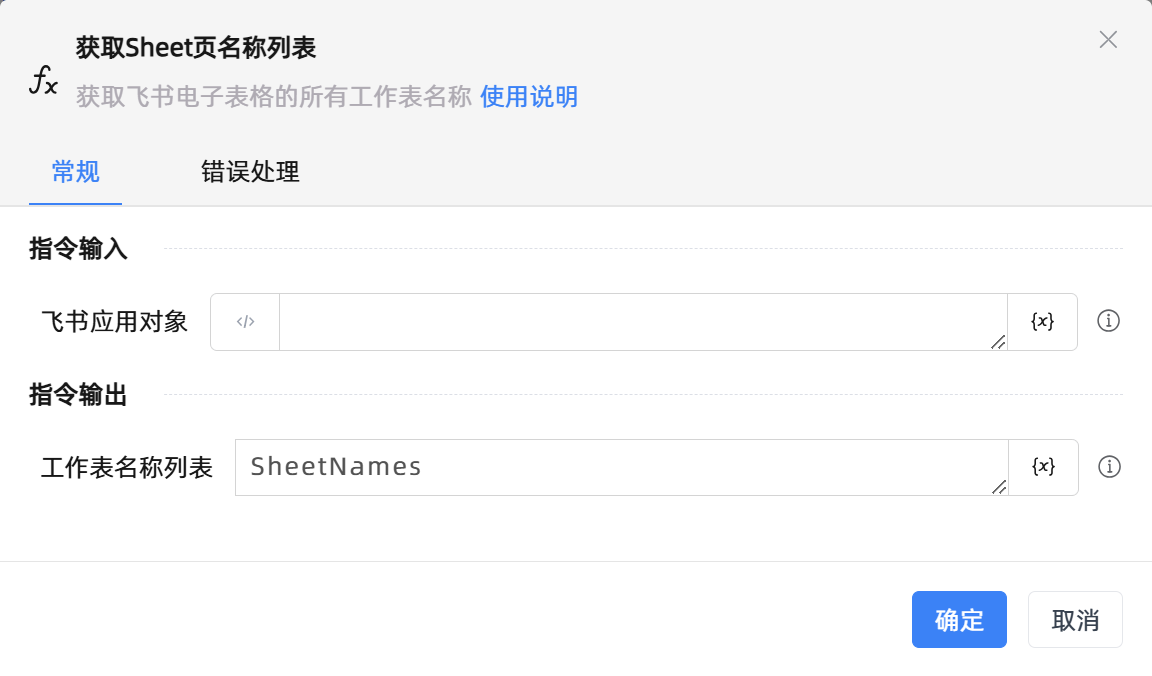 获取Sheet页名称列表
fx
获取飞书电子表格的所有工作表名称 使用说明
常规 错误处理
指令输入
飞书应用对象 </> {x}
指令输出
工作表名称列表 SheetNames {x}
确定 取消